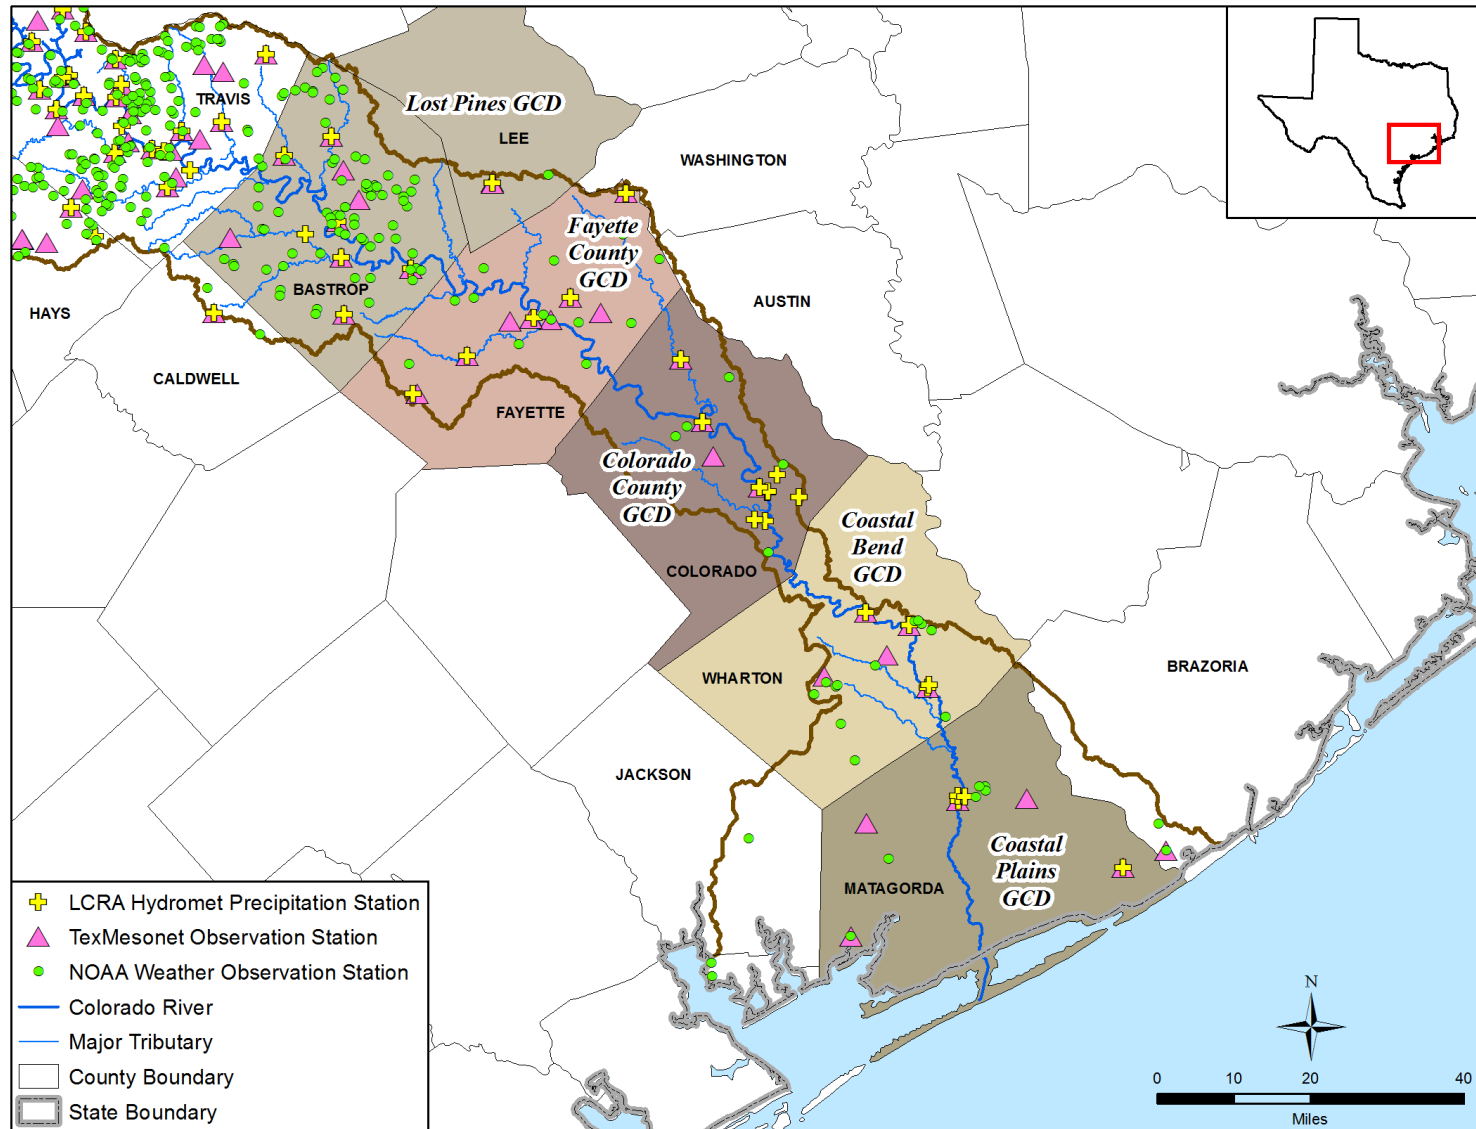 TRAVIS
Lost Pines GCD
LEE
WASHINGTON
Fayette
County
GCD
HAYS
BASTROP
AUSTIN
CALDWELL
FAYETTE
Colorado
County
GCD
COLORADO
Coastal
Bend
GCD
WHARTON
BRAZORIA
JACKSON
MATAGORDA
Coastal
Plains
GCD
LCRA Hydromet Precipitation Station
TexMesonet Observation Station
NOAA Weather Observation Station
Colorado River
Major Tributary
County Boundary
State Boundary
N
0 10 20 40
Miles